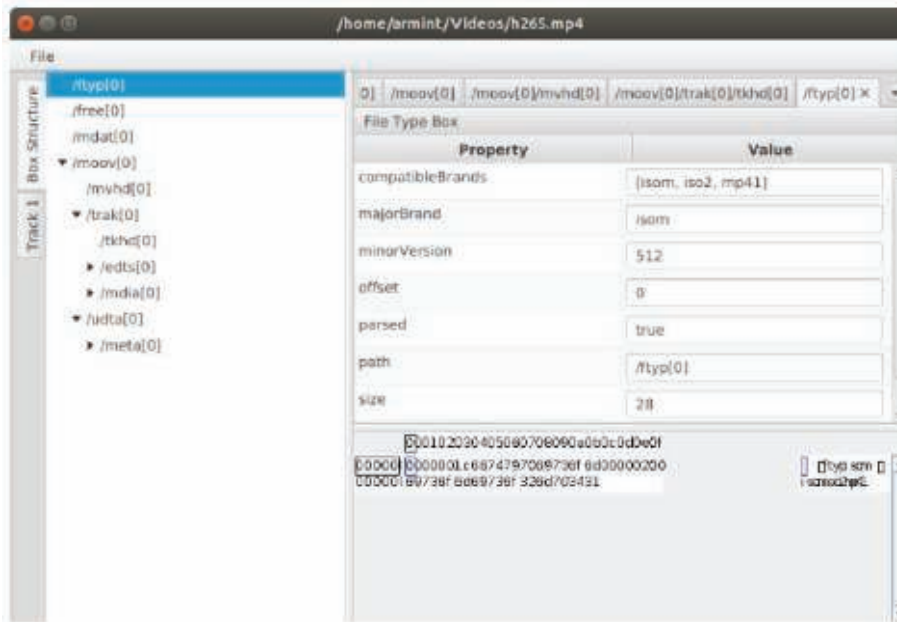 /home/armint/Videos/h265.mp4
File
Box Structure
Track 1
/ftyp[0]
/free[0]
/mdat[0]
/moov[0]
/mvhd[0]
/trak[0]
/tkhd[0]
/edts[0]
/mdia[0]
/udta[0]
/meta[0]
0] /moov[0] /moov[0]/mvhd[0] /moov[0]/trak[0]/tkhd[0] /ftyp[0] ×
File Type Box
Property Value
compatibleBrands [isom, iso2, mp41]
majorBrand isom
minorVersion 512
offset 0
parsed true
path /ftyp[0]
size 28
000102030405060708090a0b0c0d0e0f